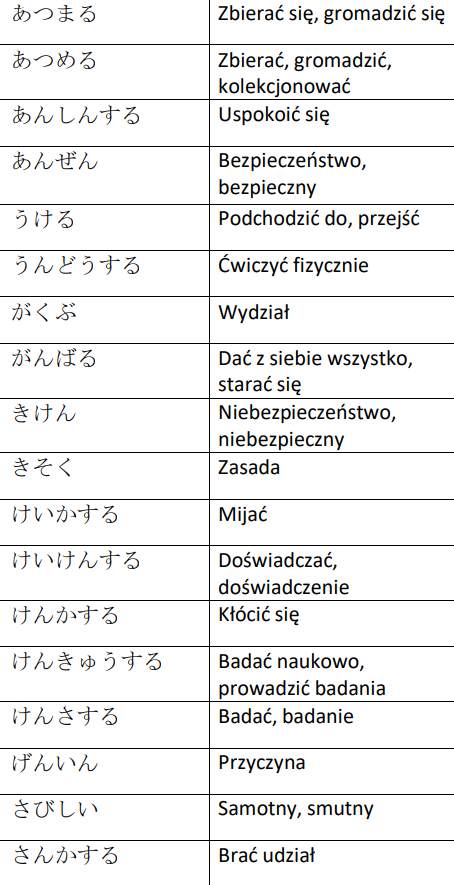 あつまる Zbierać się, gromadzić się
あつめる Zbierać, gromadzić,
kolekcjonować
あんしんする Uspokoić się
あんぜん Bezpieczeństwo,
bezpieczny
うける Podchodzić do, przejść
うんどうする Ćwiczyć fizycznie
がくぶ Wydział
がんばる Dać z siebie wszystko,
starać się
きけん Niebezpieczeństwo,
niebezpieczny
きそく Zasada
けいかする Mijać
けいけんする Doświadczać,
doświadczenie
けんかする Kłócić się
けんきゅうする Badać naukowo,
prowadzić badania
けんさする Badać, badanie
げんいん Przyczyna
さびしい Samotny, smutny
さんかする Brać udział